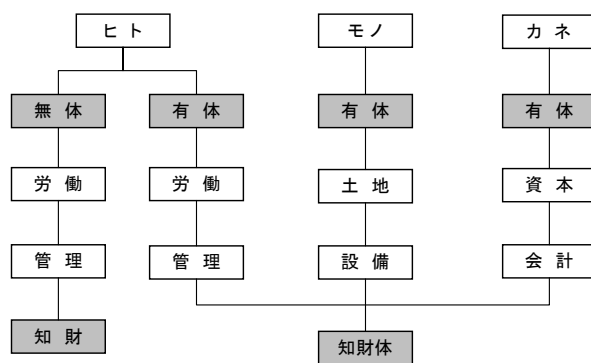 ヒト
モノ
カネ
無体
有体
有体
有体
労働
労働
土地
資本
管理
管理
設備
会計
知財
知財体